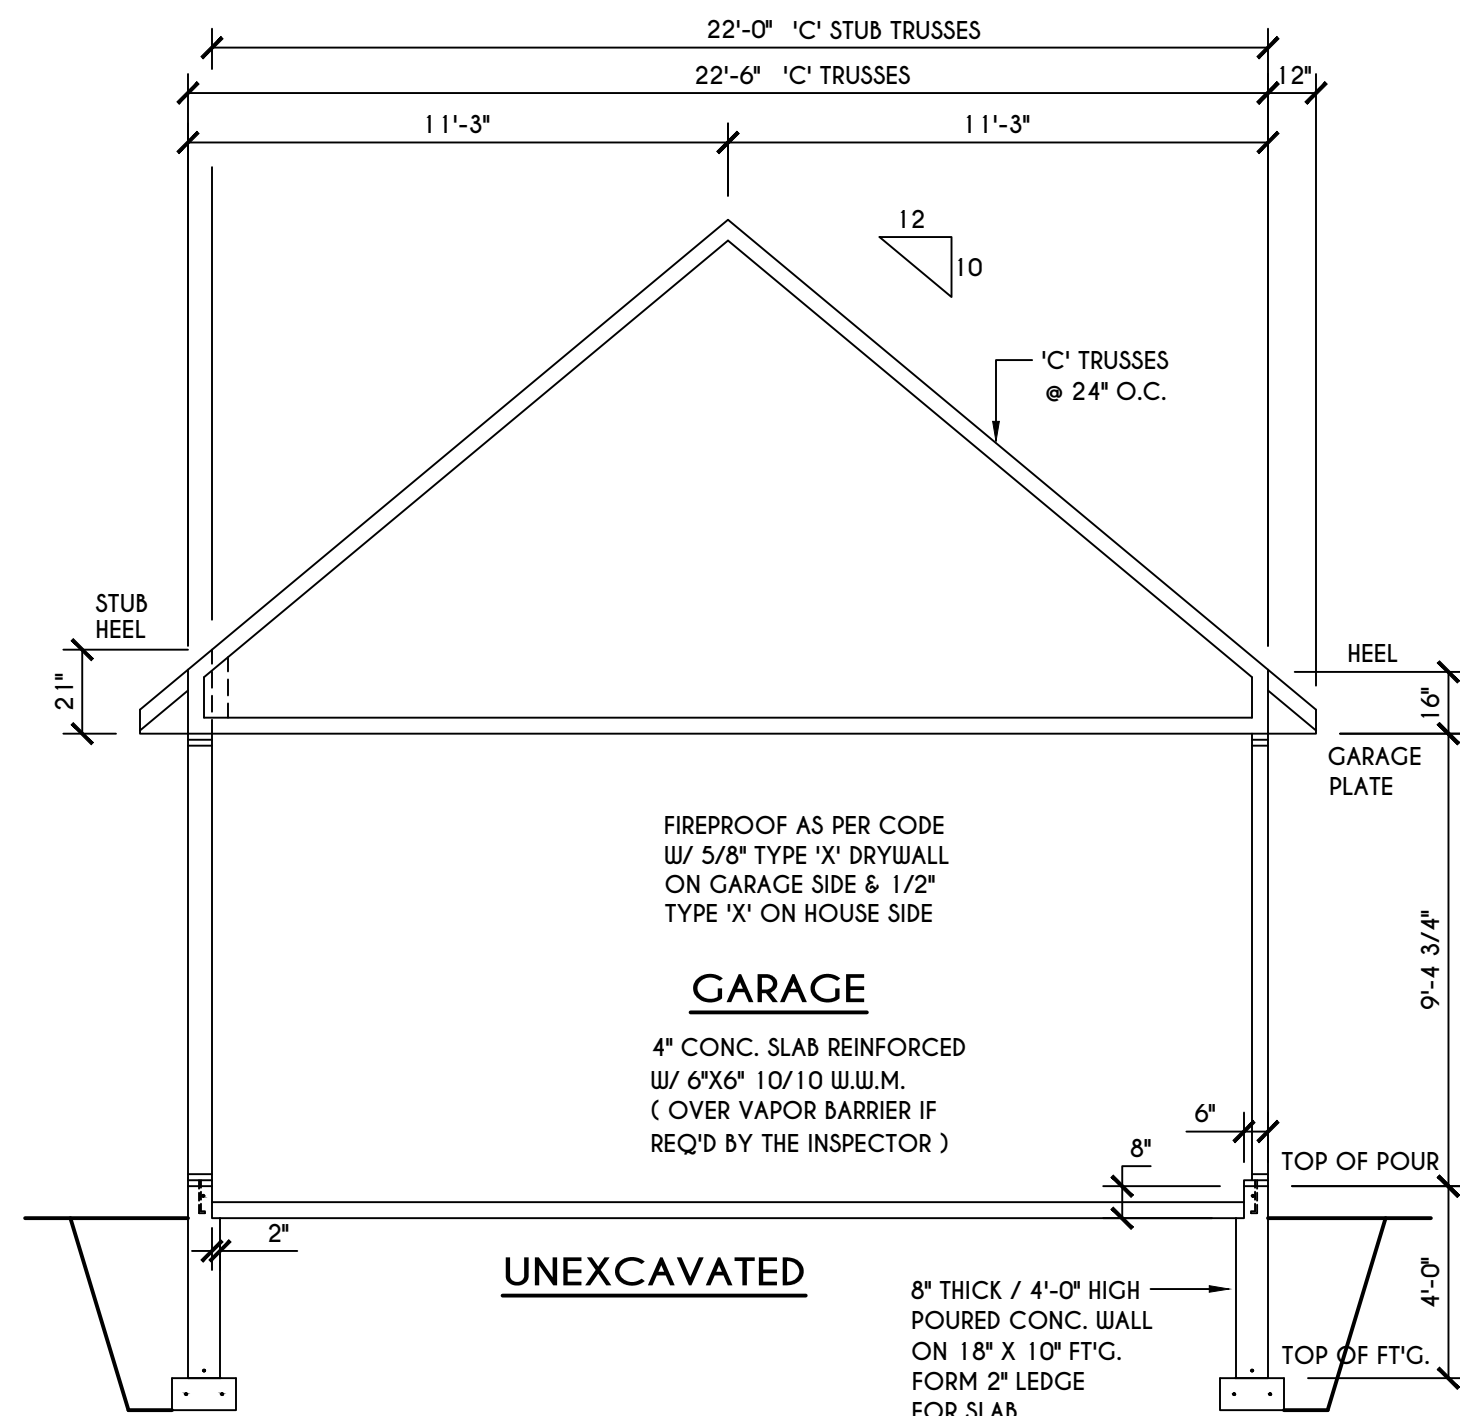 22'-0" 'C' STUB TRUSSES
22'-6" 'C' TRUSSES
12"
11'-3"
11'-3"
12
10
'C' TRUSSES
@ 24" O.C.
STUB
HEEL
21"
HEEL
16"
GARAGE
PLATE
FIREPROOF AS PER CODE
W/ 5/8" TYPE 'X' DRYWALL
ON GARAGE SIDE & 1/2"
TYPE 'X' ON HOUSE SIDE
9'-4 3/4"
GARAGE
4" CONC. SLAB REINFORCED
W/ 6"X6" 10/10 W.W.M.
( OVER VAPOR BARRIER IF
REQ'D BY THE INSPECTOR )
6"
8"
TOP OF POUR
2"
UNEXCAVATED
8" THICK / 4'-0" HIGH
POURED CONC. WALL
ON 18" X 10" FT'G.
FORM 2" LEDGE
FOR SLAB
4'-0"
TOP OF FT'G.